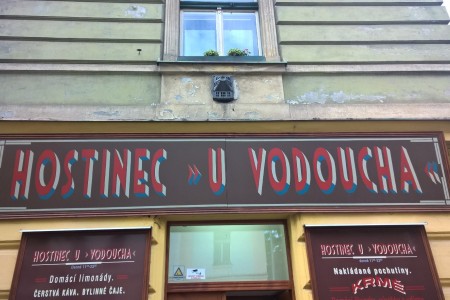 HOSTINEC »U VODOUCHA«
HOSTINEC U »VODOUCHA«
Domácí limonády.
ČERSTVÁ KÁVA. BYLINNÉ ČAJE.
HOSTINEC U »VODOUCHA«
Nakládané pochutiny.
KRMĚ